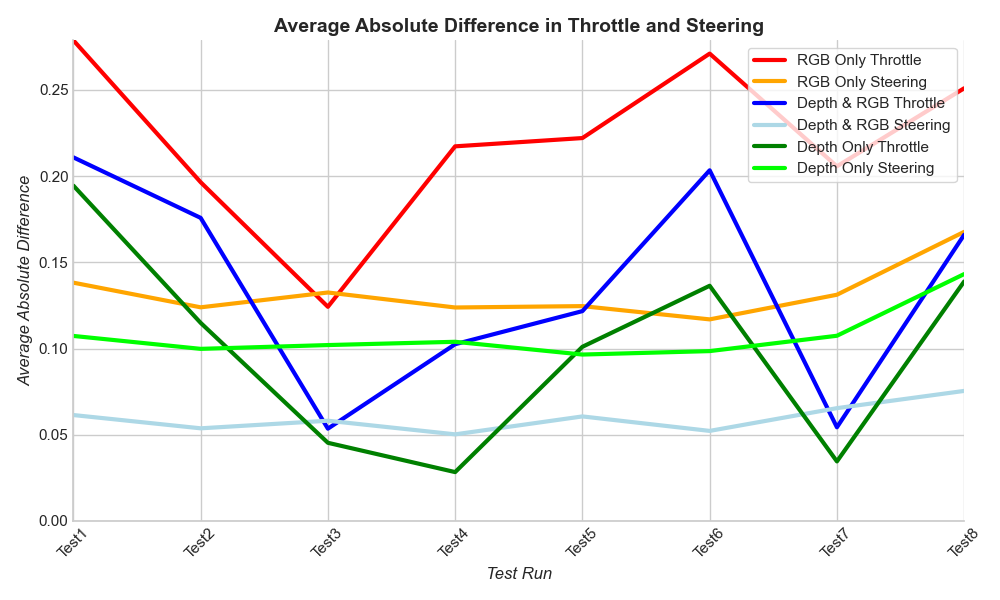 Average Absolute Difference in Throttle and Steering
RGB Only Throttle
RGB Only Steering
Depth & RGB Throttle
Depth & RGB Steering
Depth Only Throttle
Depth Only Steering
Average Absolute Difference
0.25
0.20
0.15
0.10
0.05
0.00
Test1
Test2
Test3
Test4
Test5
Test6
Test7
Test8
Test Run